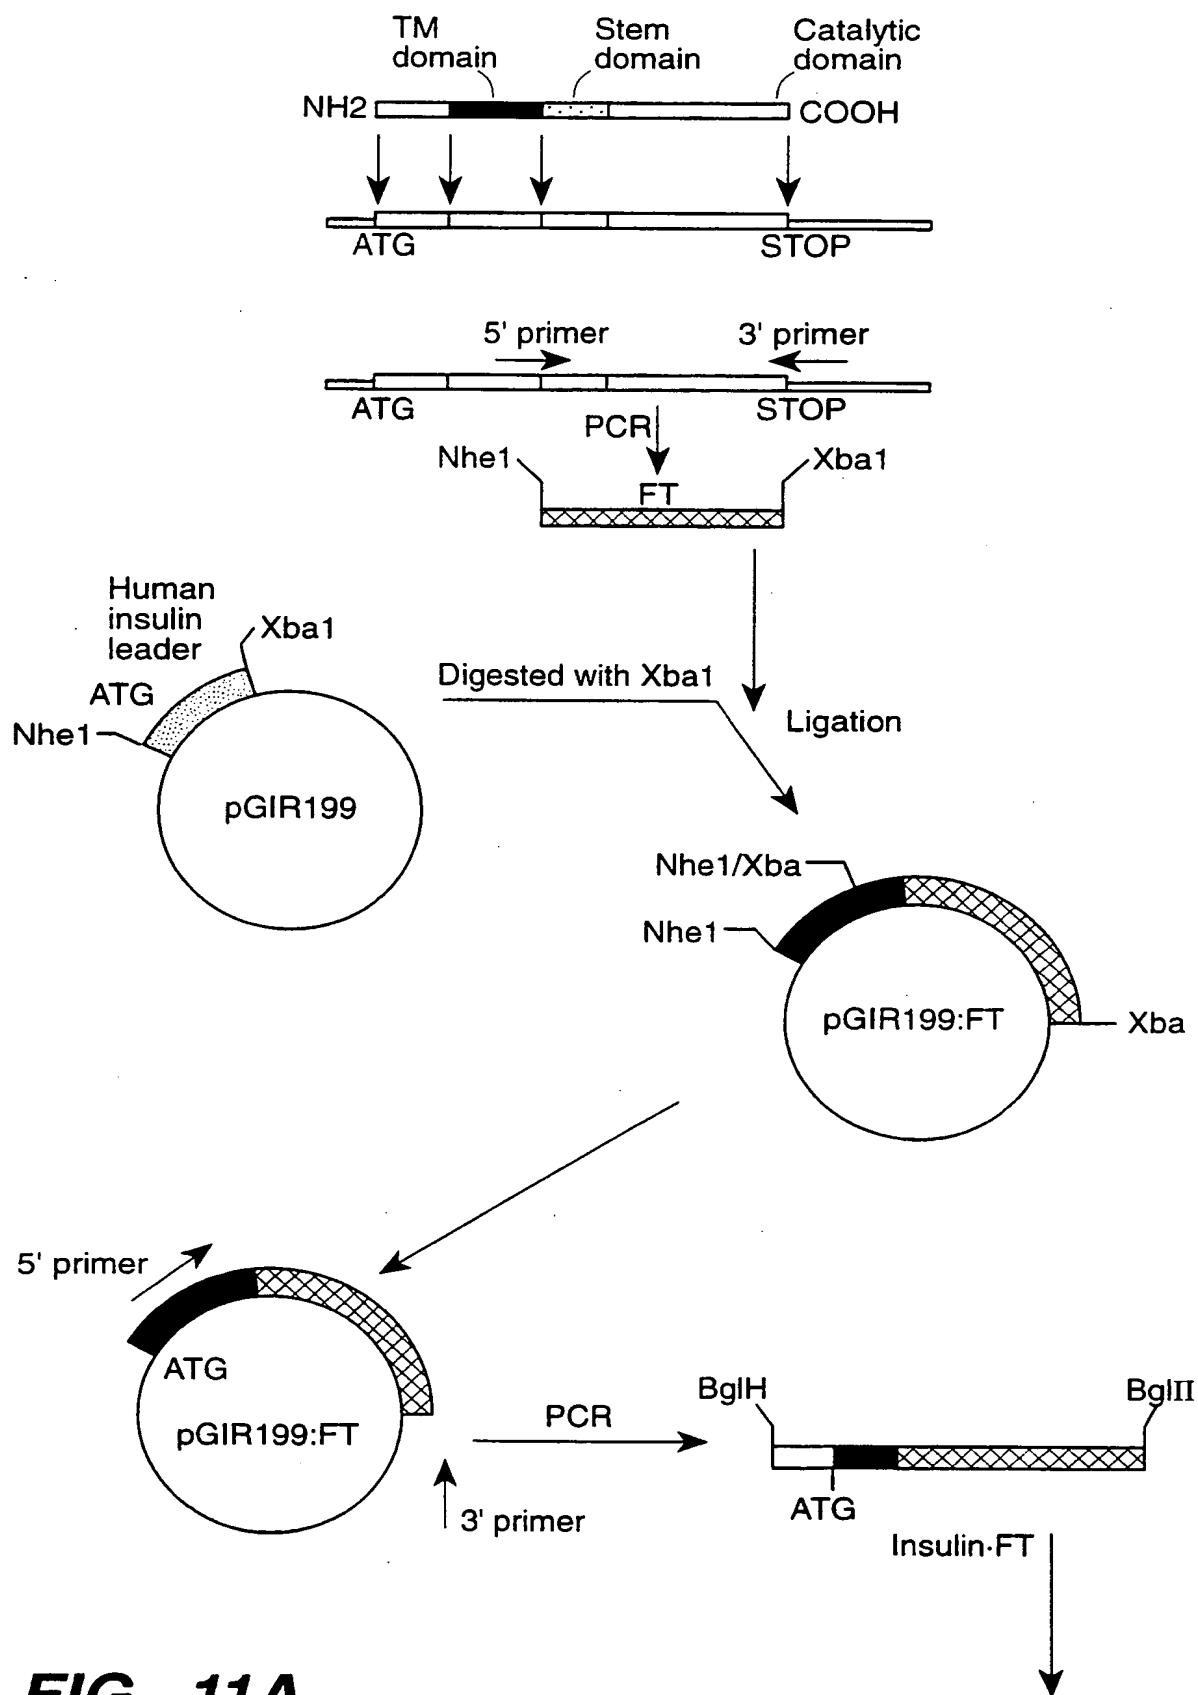 TM
domain
Stem
domain
Catalytic
domain
NH2
COOH
ATG
STOP
5' primer
3' primer
ATG
STOP
PCR
Nhe1
Xba1
FT
Human
insulin
leader
Xba1
ATG
Nhe1
Digested with Xba1
Ligation
pGIR199
Nhe1/Xba
Nhe1
pGIR199:FT
Xba
5' primer
ATG
pGIR199:FT
PCR
3' primer
BglH
BglII
ATG
Insulin·FT
FIG. 11A